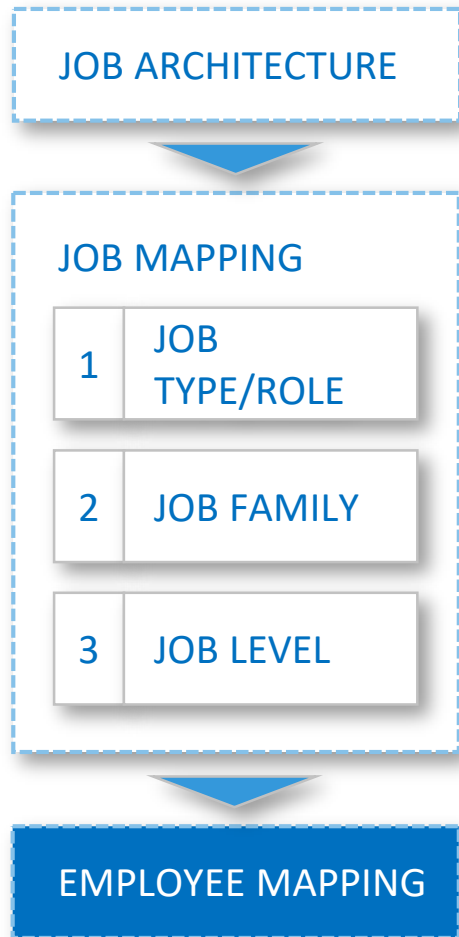 JOB ARCHITECTURE
JOB MAPPING
1
JOB
TYPE/ROLE
2
JOB FAMILY
3
JOB LEVEL
EMPLOYEE MAPPING